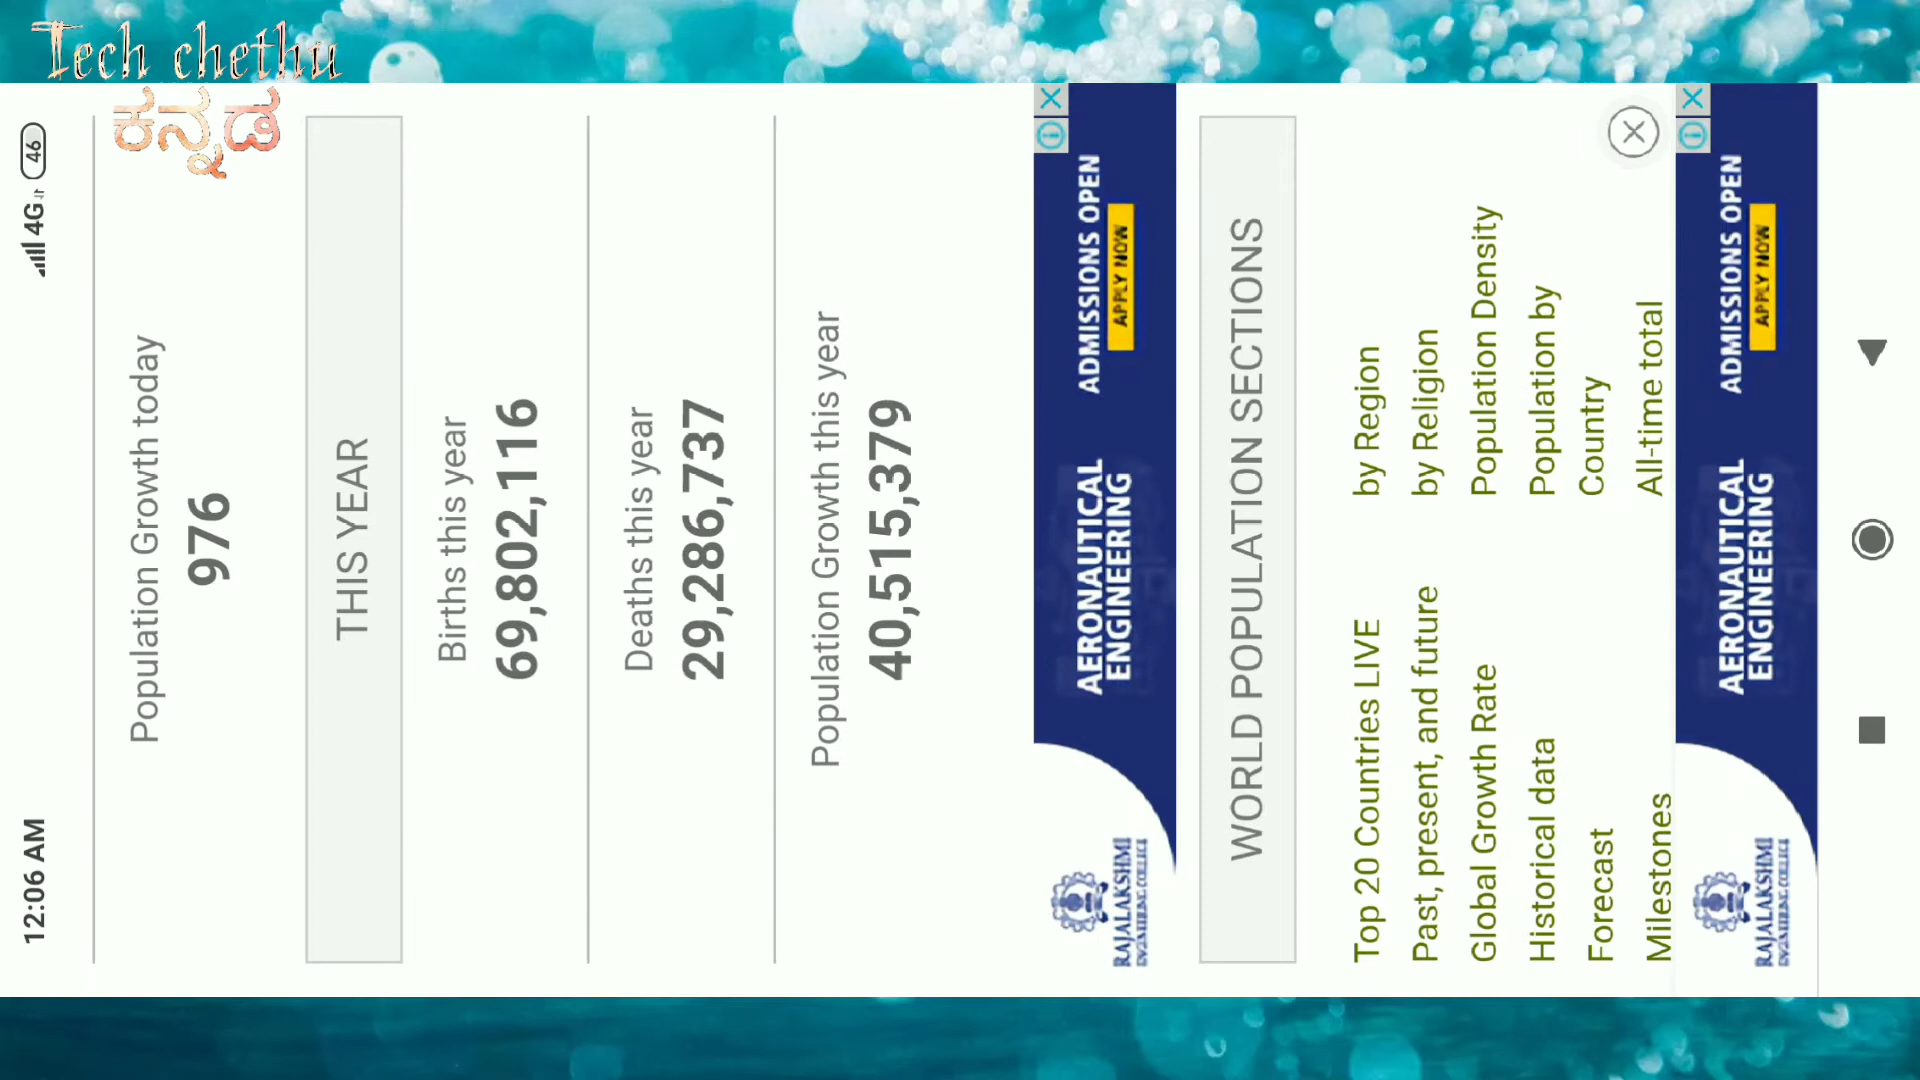 Tech chethu
ಕನ್ನಡ
12:06 AM
4G
46
Population Growth today
976
THIS YEAR
Births this year
69,802,116
Deaths this year
29,286,737
Population Growth this year
40,515,379
RAJALAKSHMI
ENGINEERING COLLEGE
AERONAUTICAL
ENGINEERING
ADMISSIONS OPEN
APPLY NOW
WORLD POPULATION SECTIONS
Top 20 Countries LIVE
Past, present, and future
Global Growth Rate
Historical data
Forecast
Milestones
by Region
by Religion
Population Density
Population by
Country
All-time total
RAJALAKSHMI
ENGINEERING COLLEGE
AERONAUTICAL
ENGINEERING
ADMISSIONS OPEN
APPLY NOW